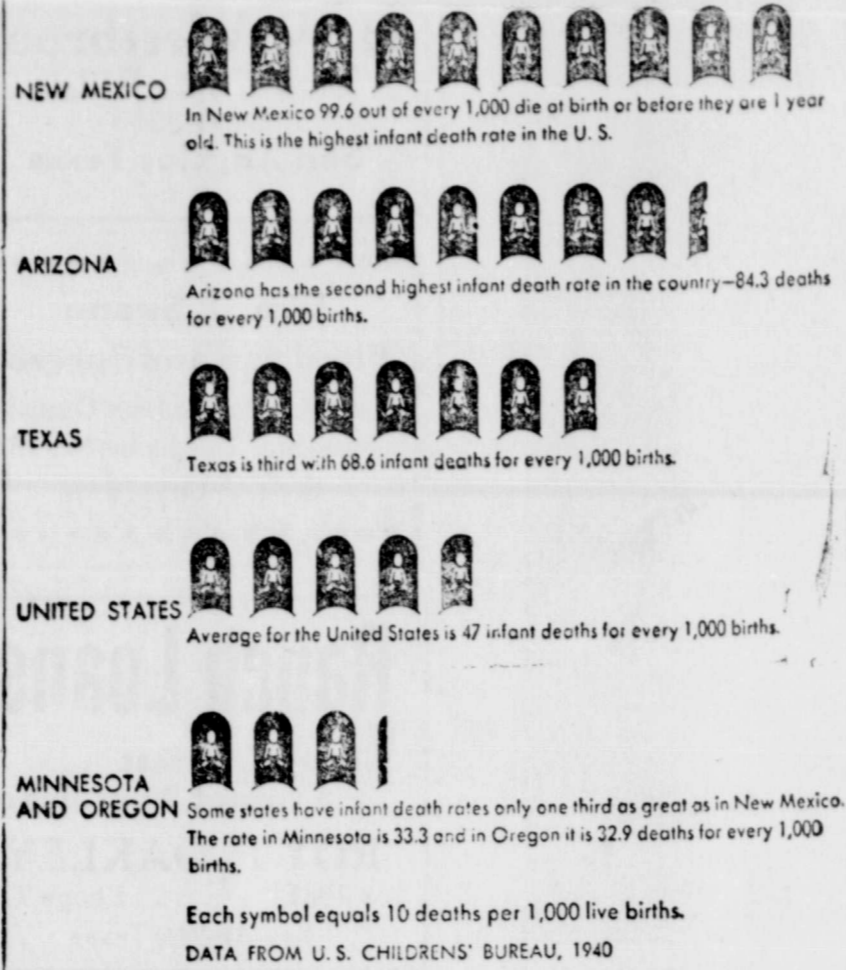 NEW MEXICO
In New Mexico 99.6 out of every 1,000 die at birth or before they are 1 year
old. This is the highest infant death rate in the U. S.
ARIZONA
Arizona has the second highest infant death rate in the country—84.3 deaths
for every 1,000 births.
TEXAS
Texas is third with 68.6 infant deaths for every 1,000 births.
UNITED STATES
Average for the United States is 47 infant deaths for every 1,000 births.
MINNESOTA
AND OREGON
Some states have infant death rates only one third as great as in New Mexico.
The rate in Minnesota is 33.3 and in Oregon it is 32.9 deaths for every 1,000
births.
Each symbol equals 10 deaths per 1,000 live births.
DATA FROM U. S. CHILDRENS' BUREAU, 1940